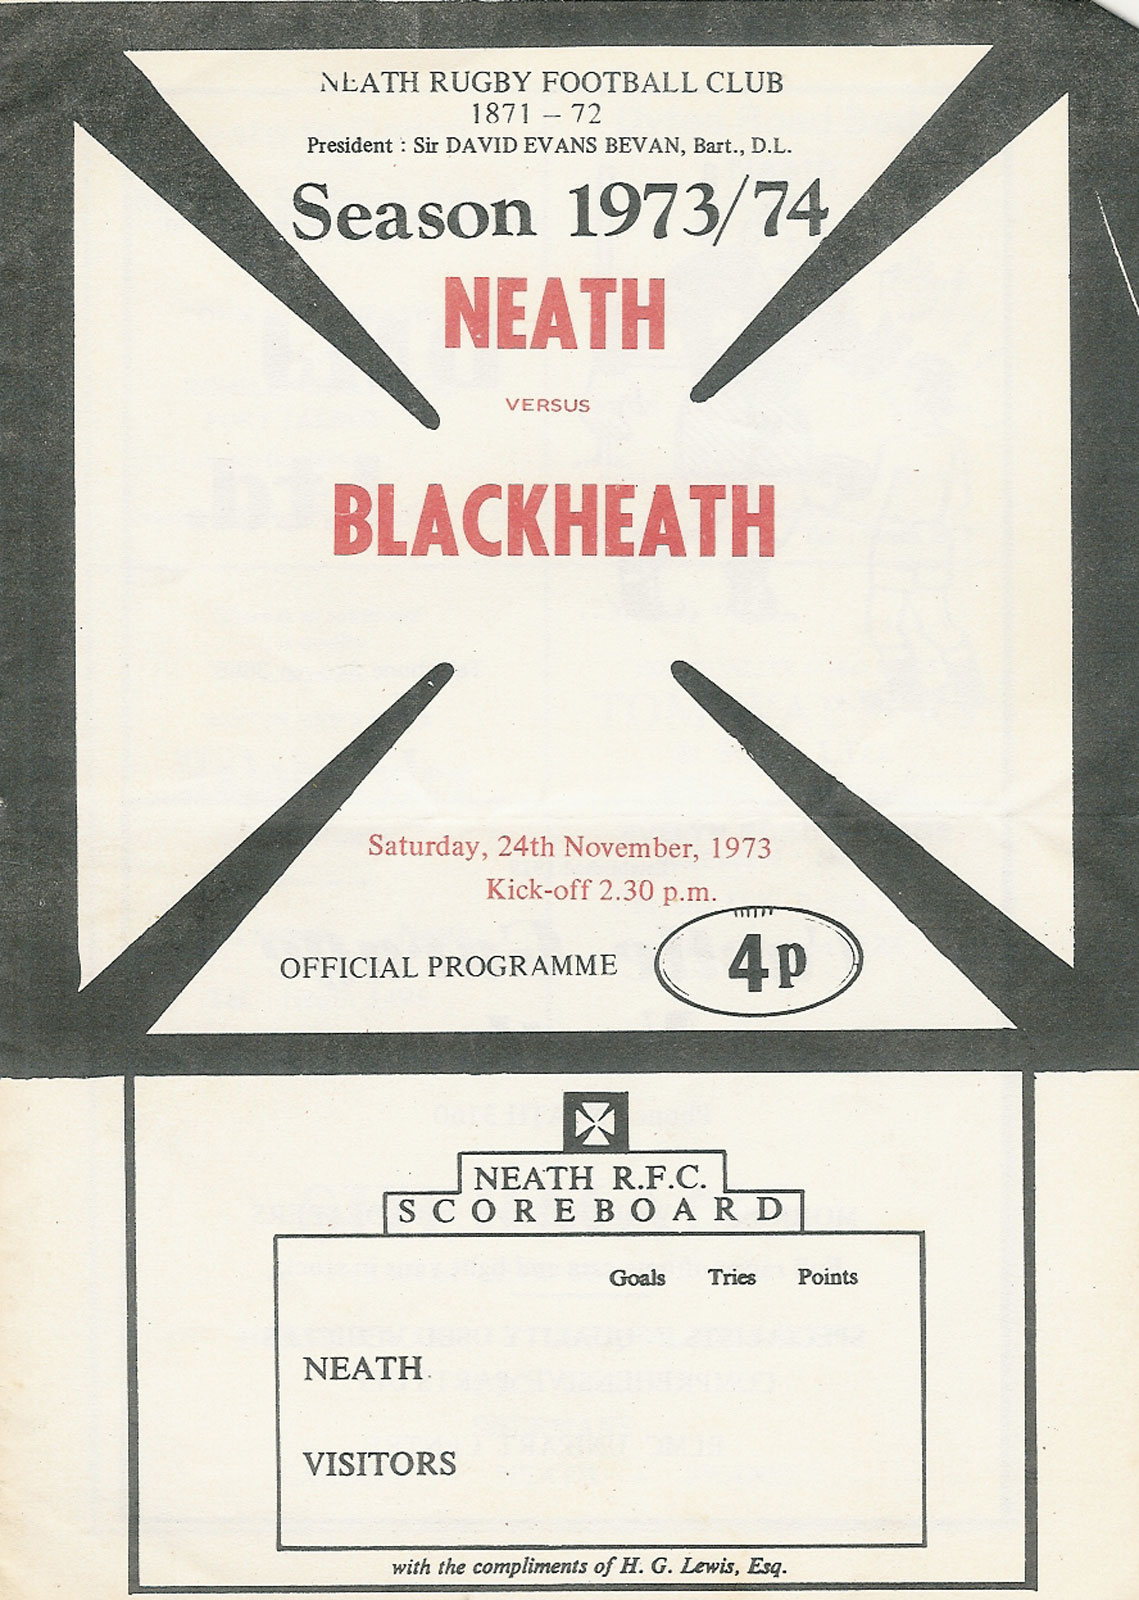 NEATH RUGBY FOOTBALL CLUB
1871 – 72
President : Sir DAVID EVANS BEVAN, Bart., D.L.
Season 1973/74
NEATH
VERSUS
BLACKHEATH
Saturday, 24th November, 1973
Kick-off 2.30 p.m.
OFFICIAL PROGRAMME
4p
NEATH R.F.C.
SCOREBOARD
Goals Tries Points
NEATH
VISITORS
with the compliments of H. G. Lewis, Esq.